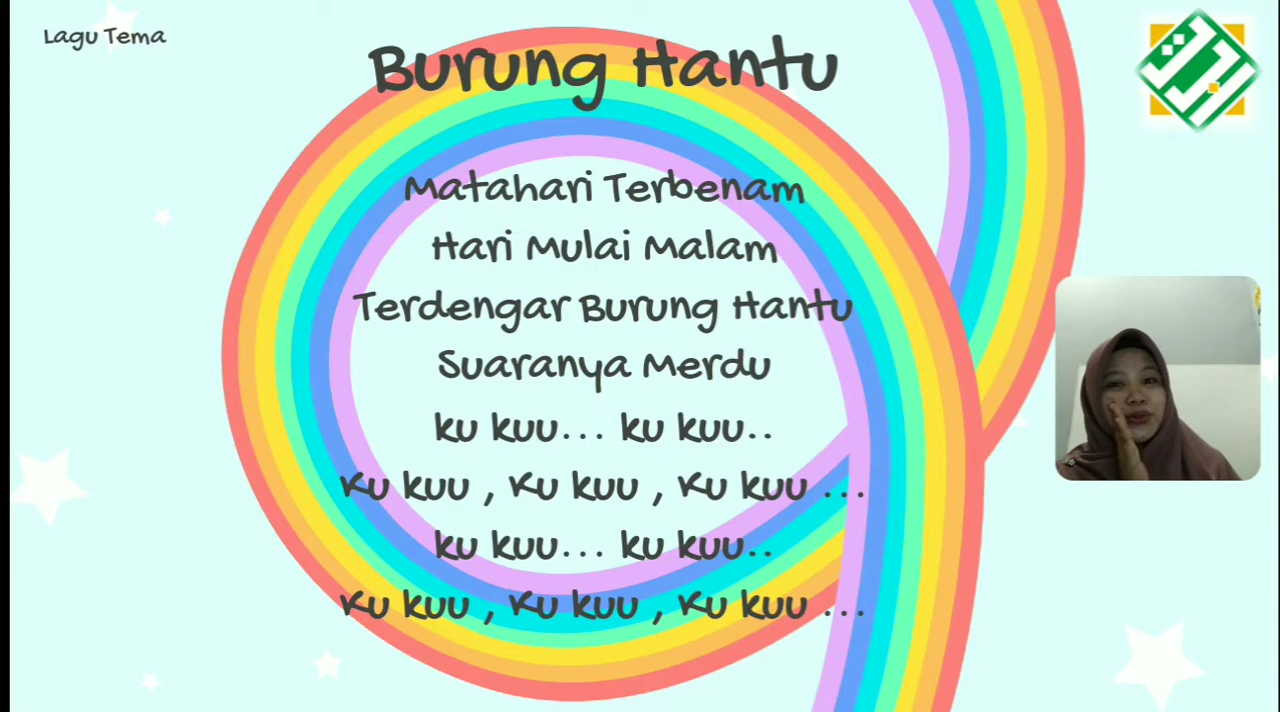 Lagu Tema
Burung Hantu
Matahari Terbenam
Hari Mulai Malam
Terdengar Burung Hantu
Suaranya Merdu
ku kuu... ku kuu..
Ku kuu , Ku kuu , Ku kuu ...
ku kuu... ku kuu..
Ku kuu , Ku kuu , Ku kuu ...